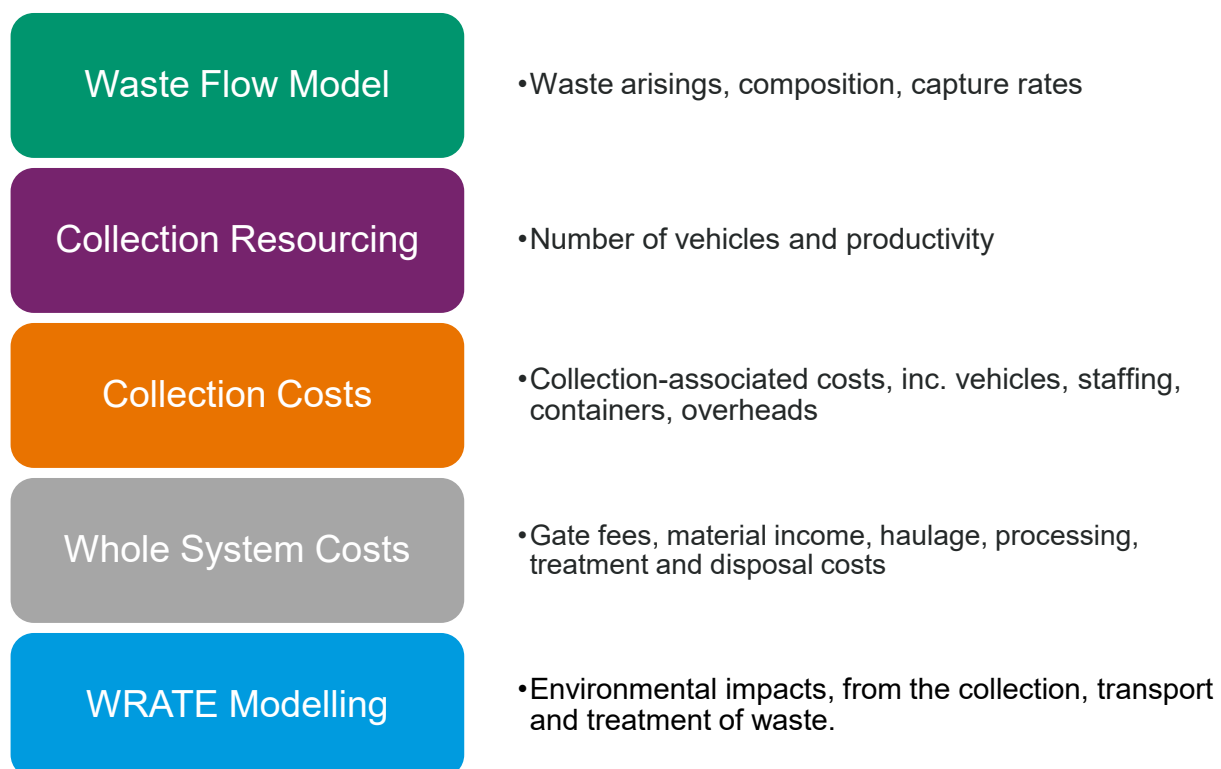 Waste Flow Model
•Waste arisings, composition, capture rates
Collection Resourcing
•Number of vehicles and productivity
Collection Costs
•Collection-associated costs, inc. vehicles, staffing,
containers, overheads
Whole System Costs
•Gate fees, material income, haulage, processing,
treatment and disposal costs
WRATE Modelling
•Environmental impacts, from the collection, transport
and treatment of waste.